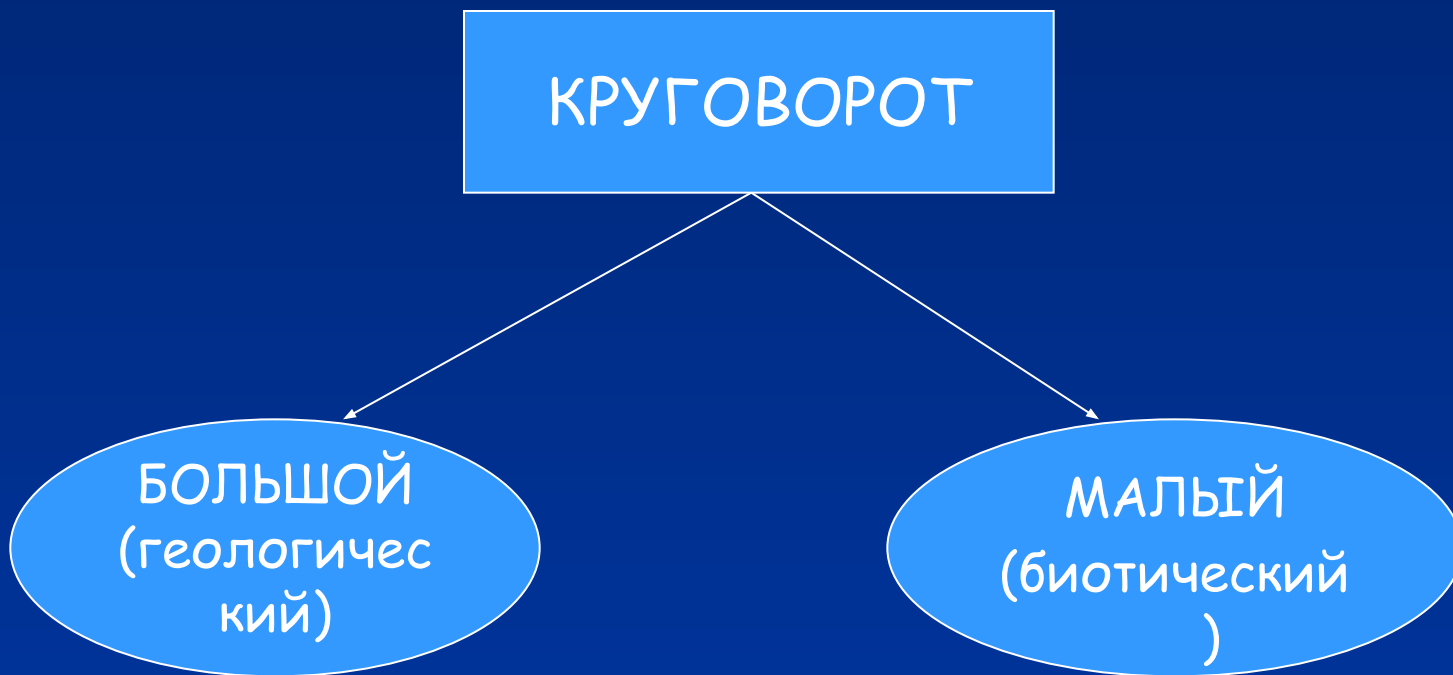 КРУГОВОРОТ
БОЛЬШОЙ
(геологичес
кий)
МАЛЫЙ
(биотический
)